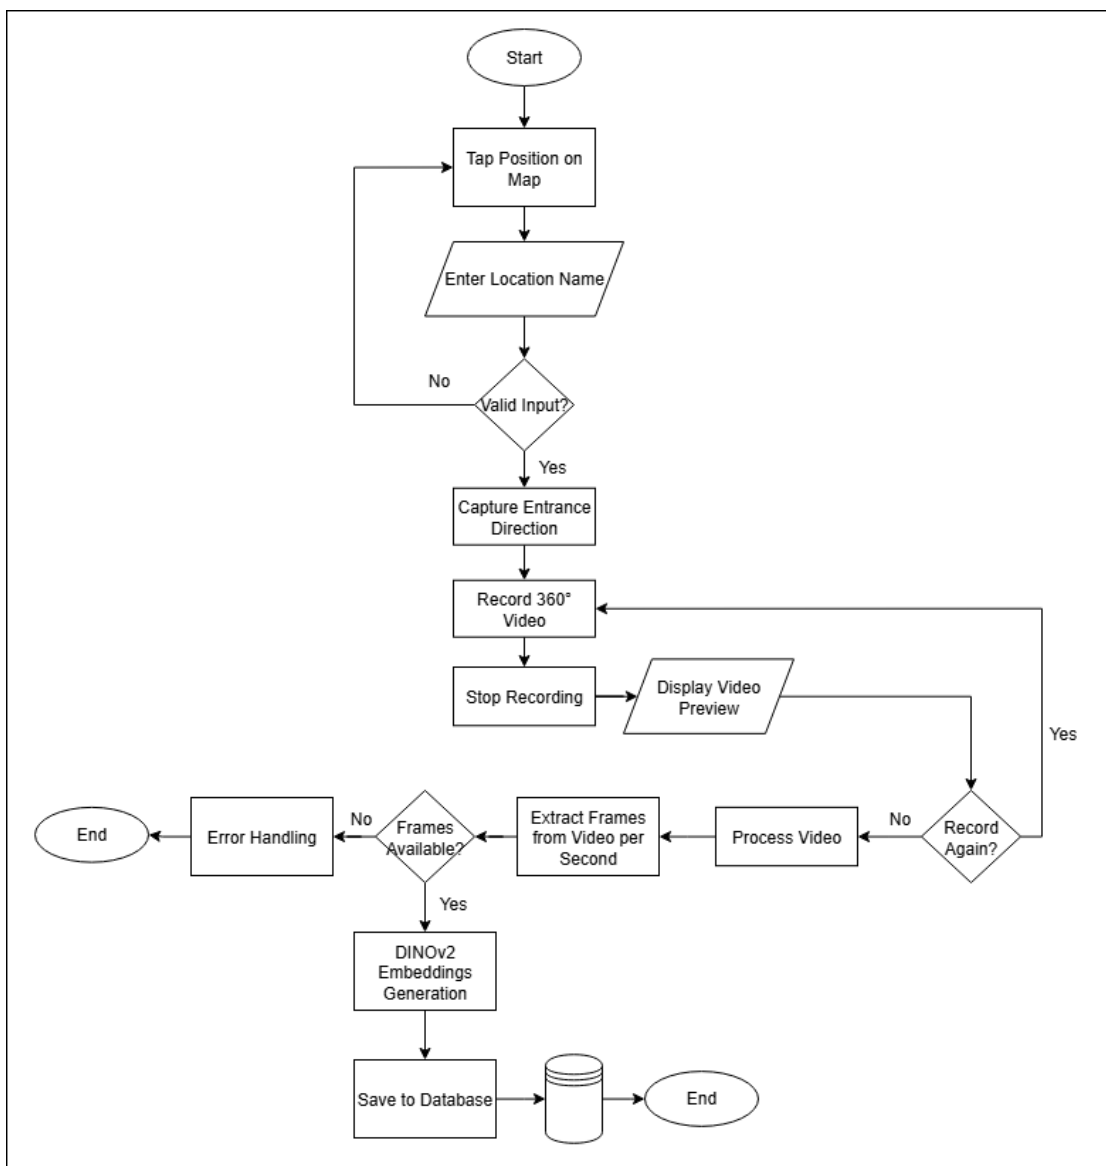 Start
Tap Position on
Map
Enter Location Name
No
Valid Input?
Yes
Capture Entrance
Direction
Record 360°
Video
Stop Recording
Display Video
Preview
Yes
End
Error Handling
No
Frames
Available?
Extract Frames
from Video per
Second
Process Video
No
Record
Again?
Yes
DINOv2
Embeddings
Generation
Save to Database
End